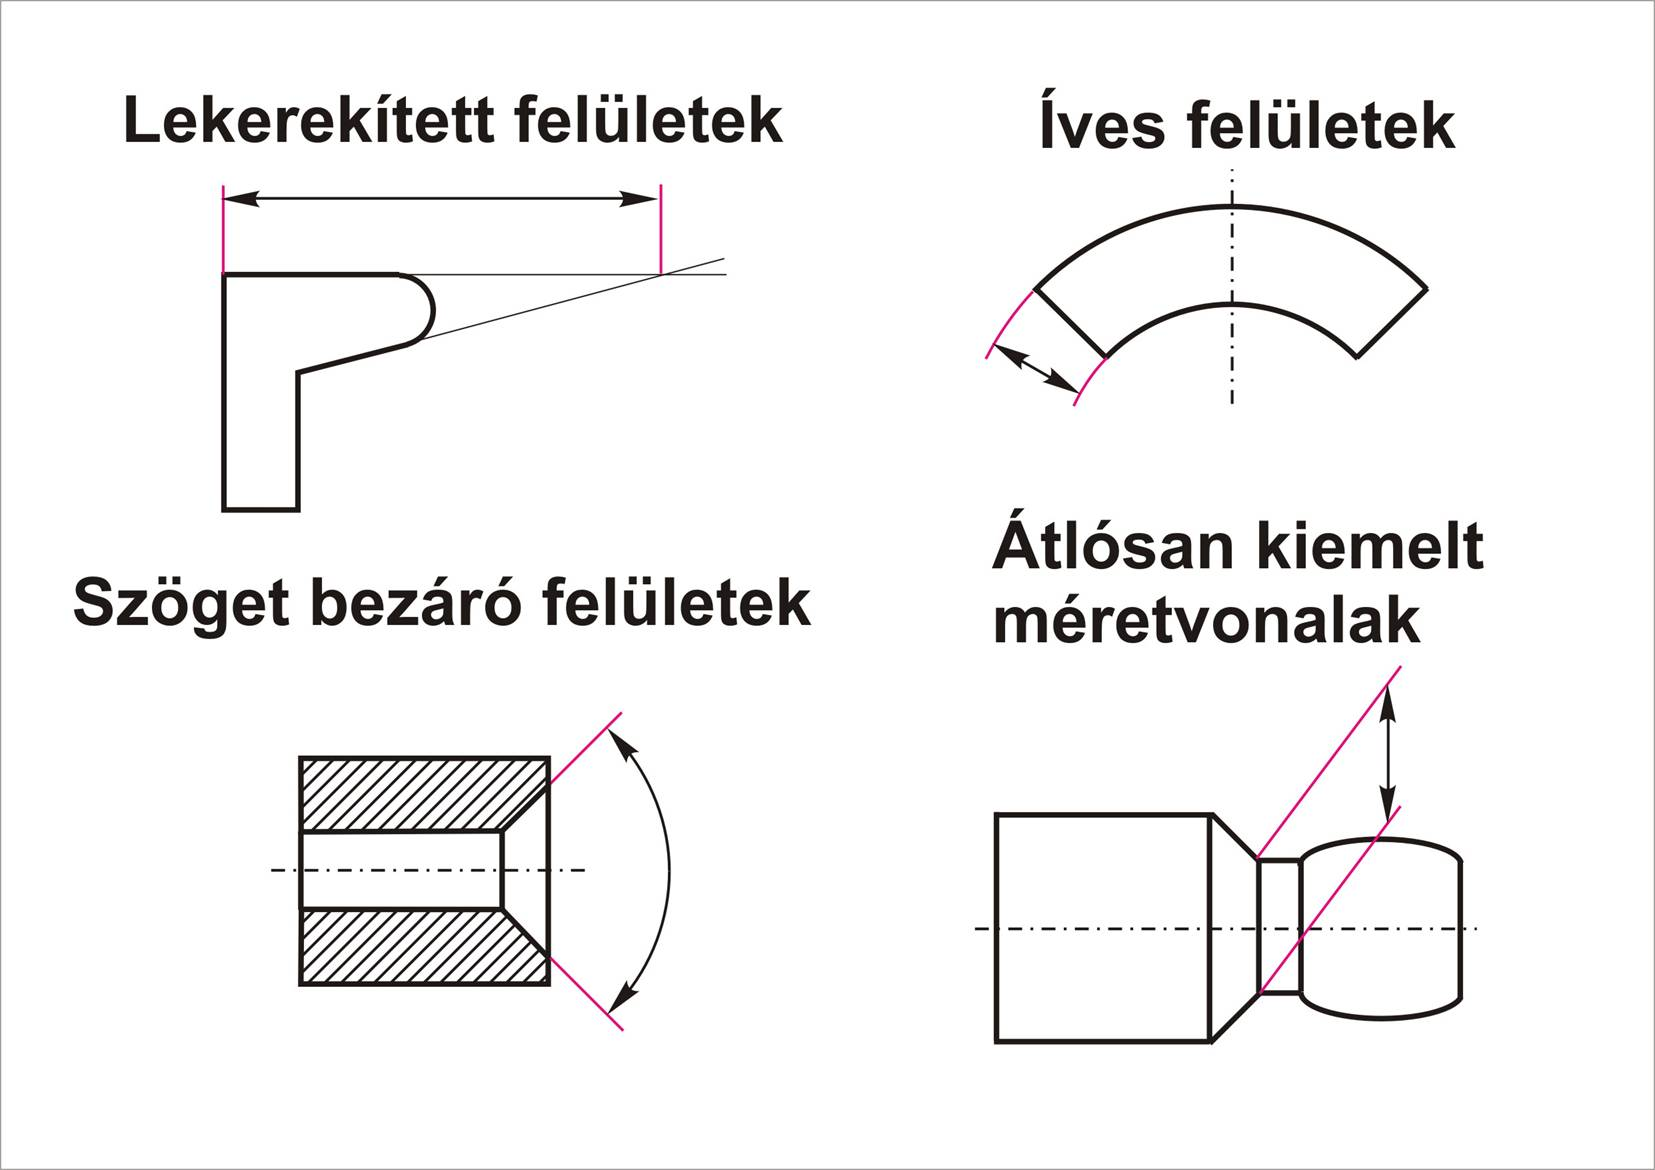 Lekerekített felületek
Íves felületek
Szöget bezáró felületek
Átlósan kiemelt
méretvonalak